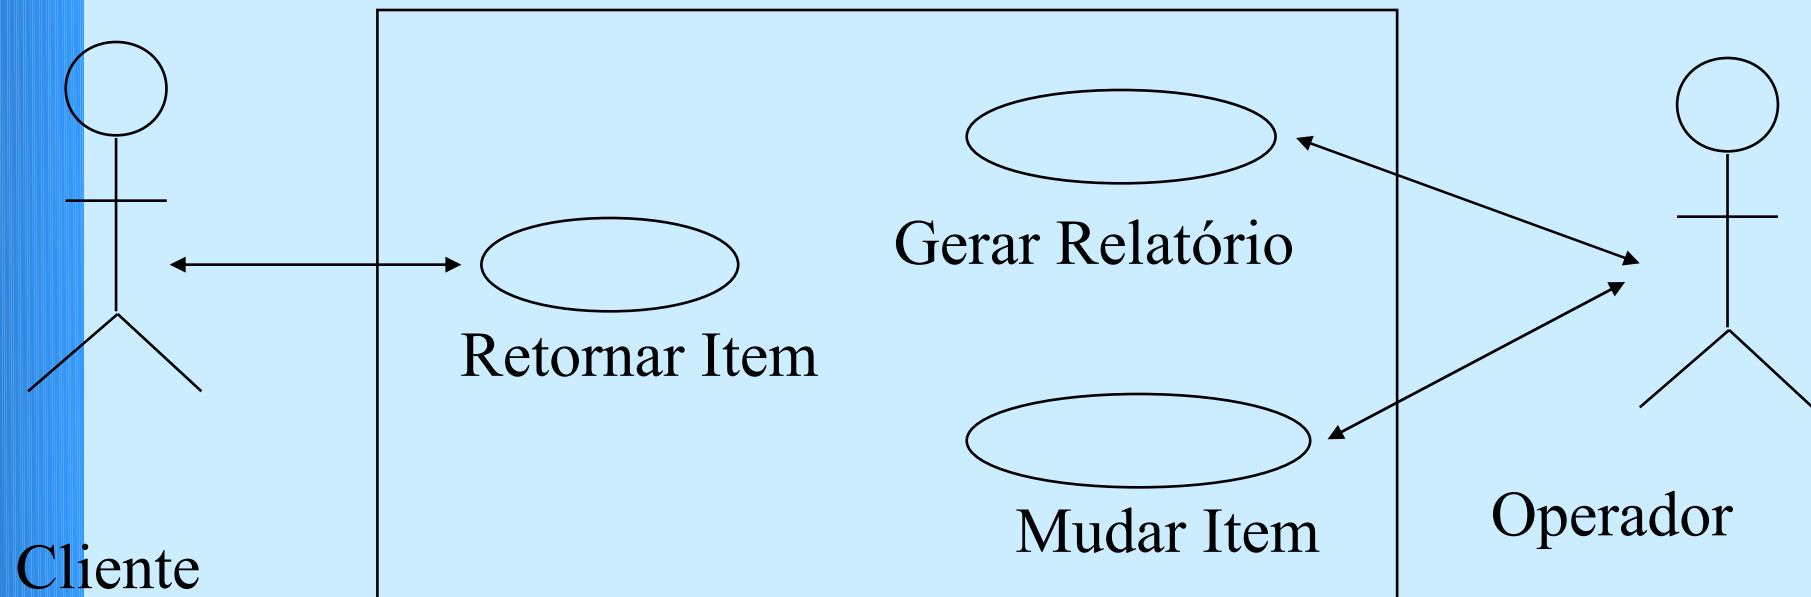 Gerar Relatório
Retornar Item
Mudar Item
Operador
Cliente